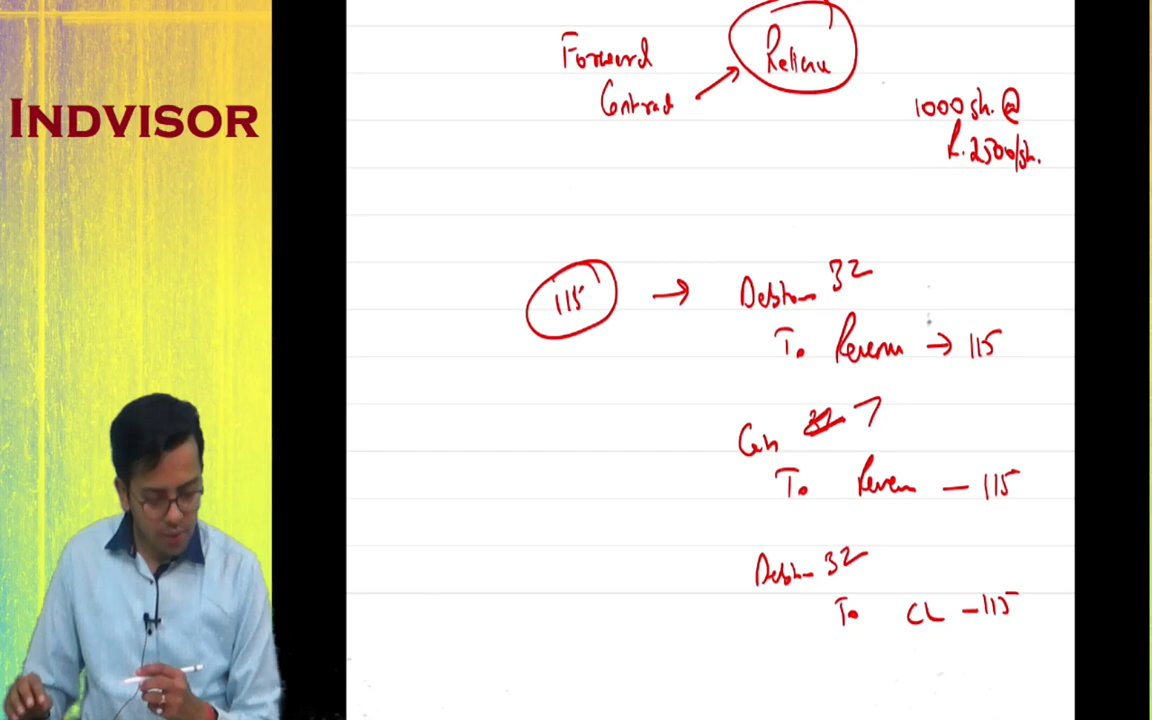 INDVISOR
Forward
Contract → Reliance
1000 sh. @
R. 2500/sh.
115 → Debtors 32
To Revenue → 115
Cash 7
To Revenue — 115
Debtors 32
To CL — 115